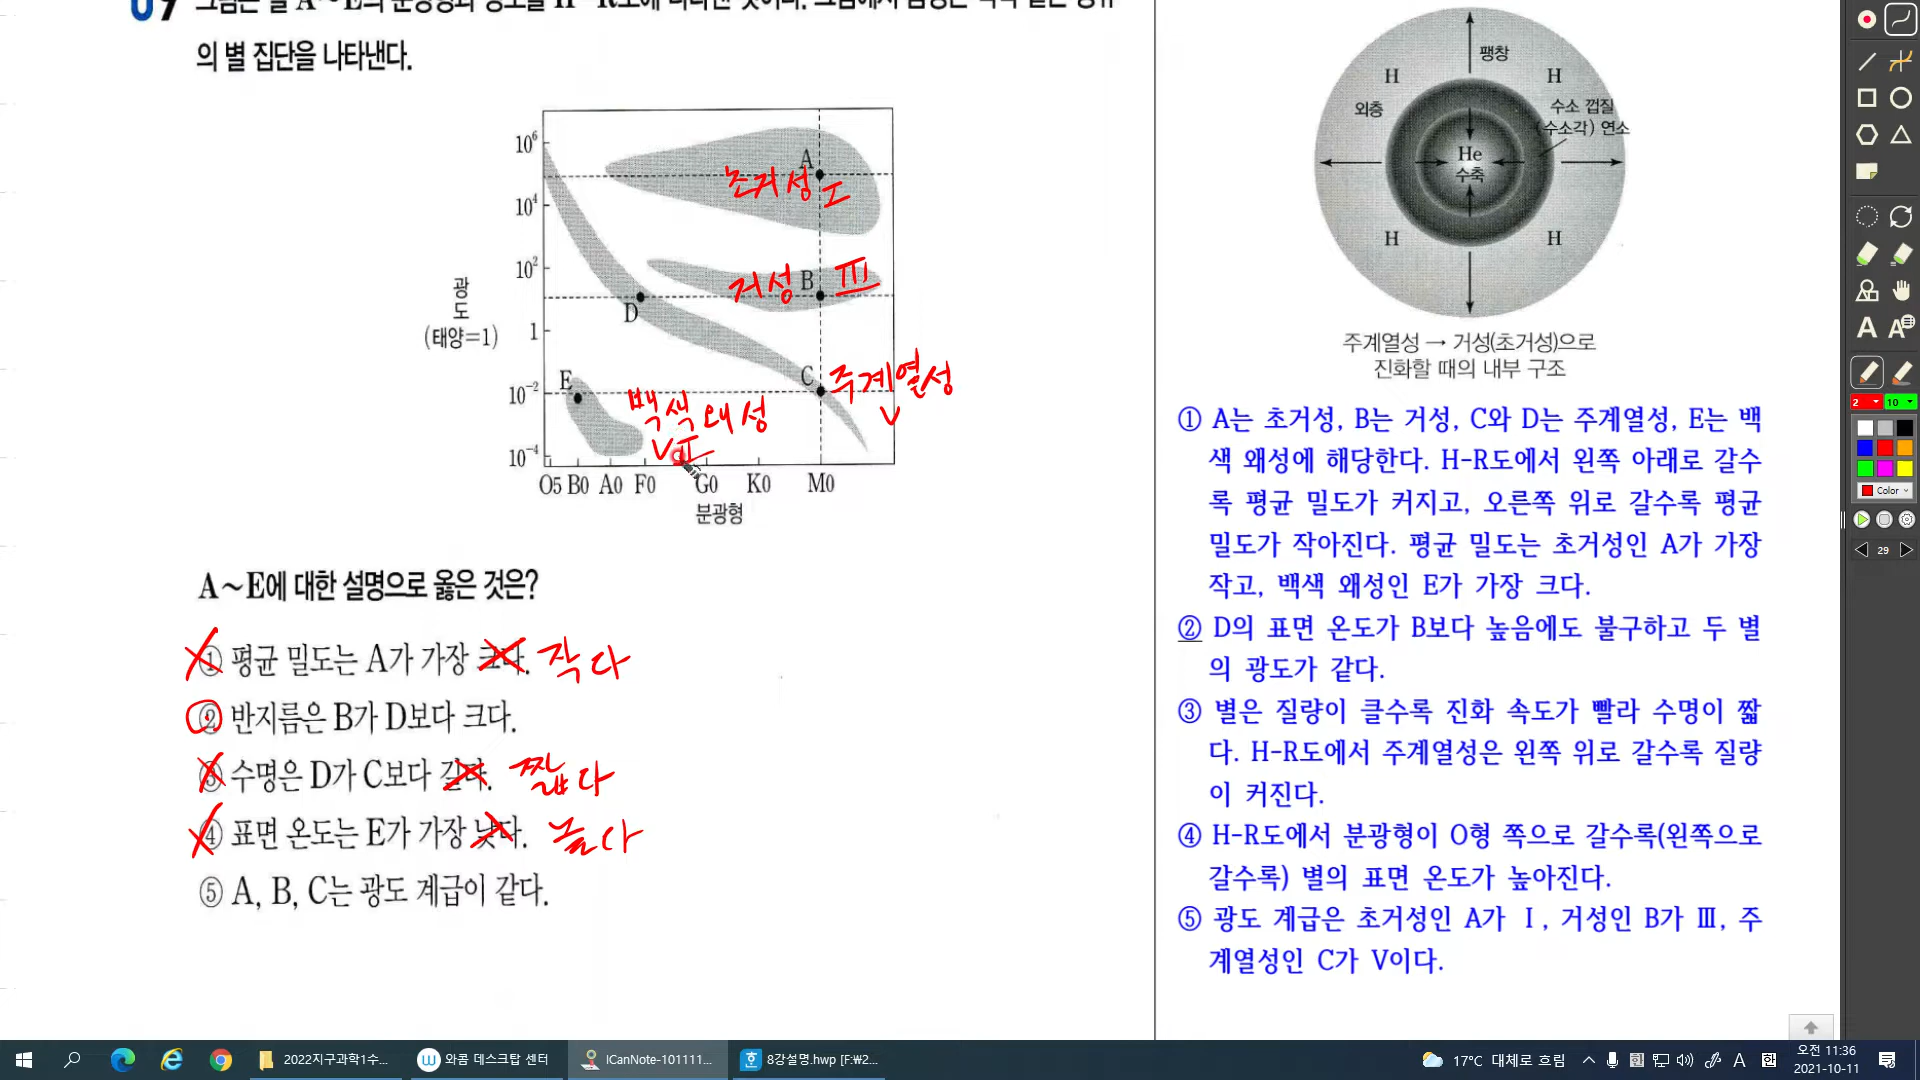 09
의 별 집단을 나타낸다.
10⁶
10⁴
10²
1
10⁻²
10⁻⁴
광
도
(태양=1)
A
초거성 I
거성 B III
D
C 주계열성
V
E
백색 왜성
VII
O5 B0 A0 F0 G0 K0 M0
분광형
A～E에 대한 설명으로 옳은 것은?
① 평균 밀도는 A가 가장 크다. 작다
② 반지름은 B가 D보다 크다.
③ 수명은 D가 C보다 길다. 짧다
④ 표면 온도는 E가 가장 낮다. 높다
⑤ A, B, C는 광도 계급이 같다.
팽창
H H
외층
수소 껍질
(수소각) 연소
He
수축
H H
주계열성 → 거성(초거성)으로
진화할 때의 내부 구조
① A는 초거성, B는 거성, C와 D는 주계열성, E는 백
색 왜성에 해당한다. H-R도에서 왼쪽 아래로 갈수
록 평균 밀도가 커지고, 오른쪽 위로 갈수록 평균
밀도가 작아진다. 평균 밀도는 초거성인 A가 가장
작고, 백색 왜성인 E가 가장 크다.
② D의 표면 온도가 B보다 높음에도 불구하고 두 별
의 광도가 같다.
③ 별은 질량이 클수록 진화 속도가 빨라 수명이 짧
다. H-R도에서 주계열성은 왼쪽 위로 갈수록 질량
이 커진다.
④ H-R도에서 분광형이 O형 쪽으로 갈수록(왼쪽으로
갈수록) 별의 표면 온도가 높아진다.
⑤ 광도 계급은 초거성인 A가 Ⅰ, 거성인 B가 Ⅲ, 주
계열성인 C가 V이다.
2 10
Color
29
2022지구과학1수...
와콤 데스크탑 센터
ICanNote-101111...
8강설명.hwp [F:₩2...
17°C 대체로 흐림
A 한
오전 11:36
2021-10-11